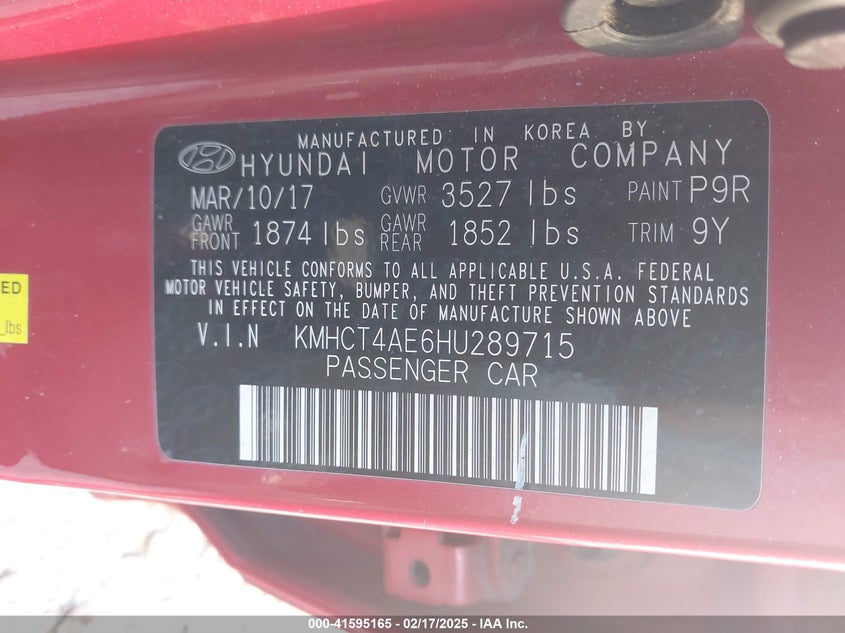 MANUFACTURED IN KOREA BY
HYUNDAI MOTOR COMPANY
MAR/10/17 GVWR 3527 lbs PAINT P9R
GAWR FRONT 1874 lbs GAWR REAR 1852 lbs TRIM 9Y
THIS VEHICLE CONFORMS TO ALL APPLICABLE U.S.A. FEDERAL
MOTOR VEHICLE SAFETY, BUMPER, AND THEFT PREVENTION STANDARDS
IN EFFECT ON THE DATE OF MANUFACTURE SHOWN ABOVE
V.I.N KMHCT4AE6HU289715
PASSENGER CAR
ED
lbs
000-41595165 - 02/17/2025 - IAA Inc.